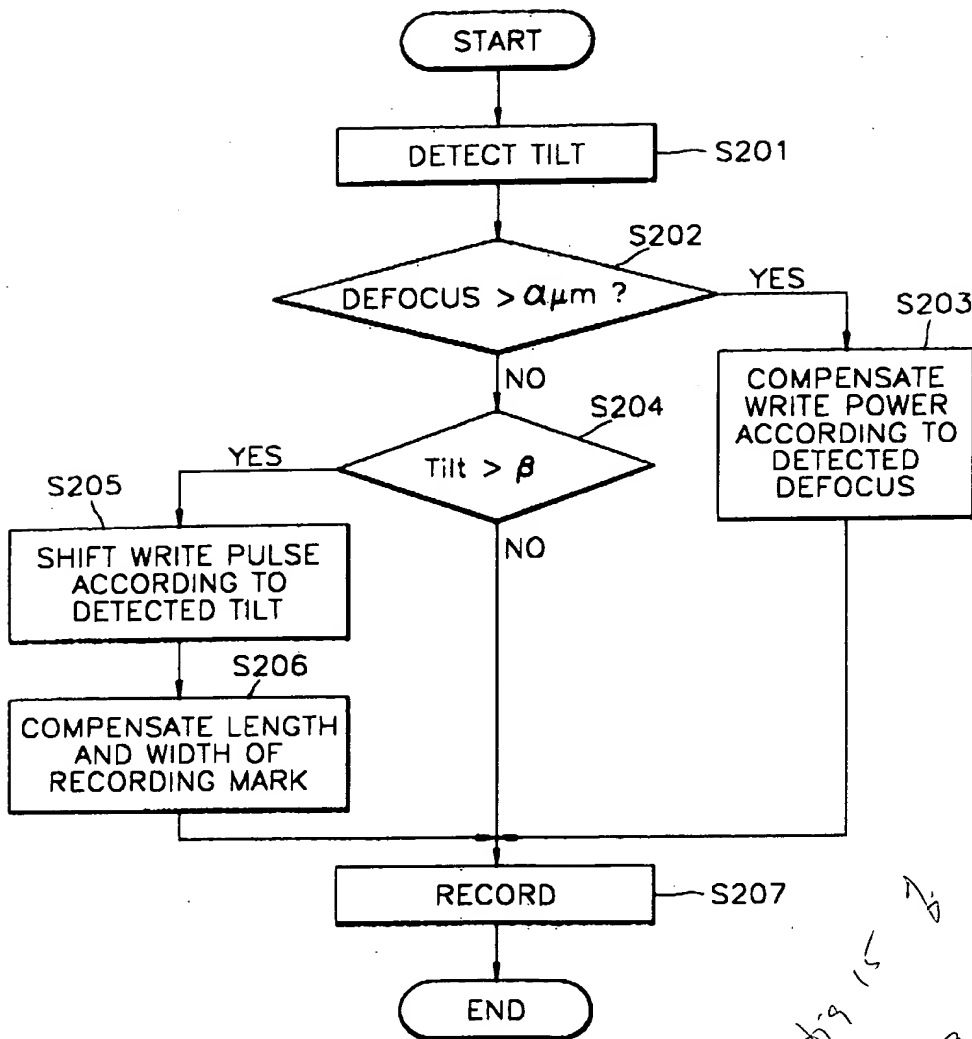 START
DETECT TILT
S201
S202
DEFOCUS > αμm ?
YES
S203
COMPENSATE
WRITE POWER
ACCORDING TO
DETECTED
DEFOCUS
NO
S204
Tilt > β
YES
S205
SHIFT WRITE PULSE
ACCORDING TO
DETECTED TILT
NO
S206
COMPENSATE LENGTH
AND WIDTH OF
RECORDING MARK
RECORD
S207
END
fig 15